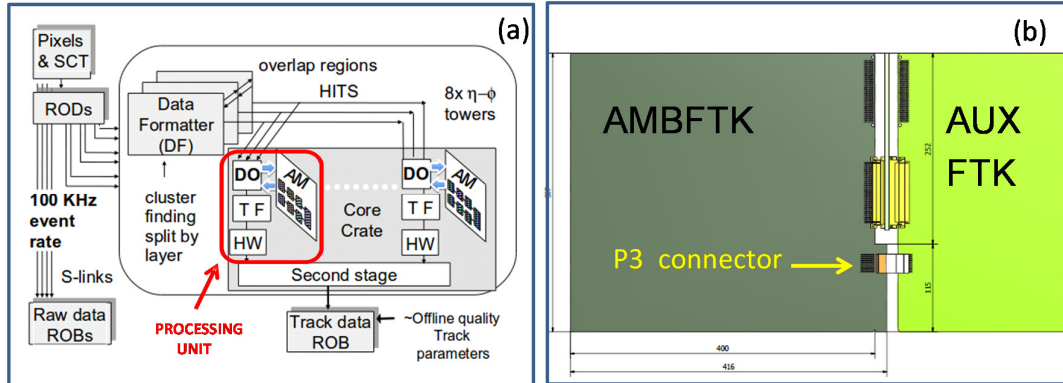 (a)
Pixels
& SCT
RODs
100 KHz
event
rate
S-links
Raw data
ROBs
Data
Formatter
(DF)
cluster
finding
split by
layer
overlap regions
HITS
8x η–ϕ
towers
DO
AM
T F
HW
Core
Crate
DO
AM
T F
HW
Second stage
PROCESSING
UNIT
Track data
ROB
~Offline quality
Track
parameters
(b)
AMBFTK
AUX
FTK
252
P3 connector
115
400
416